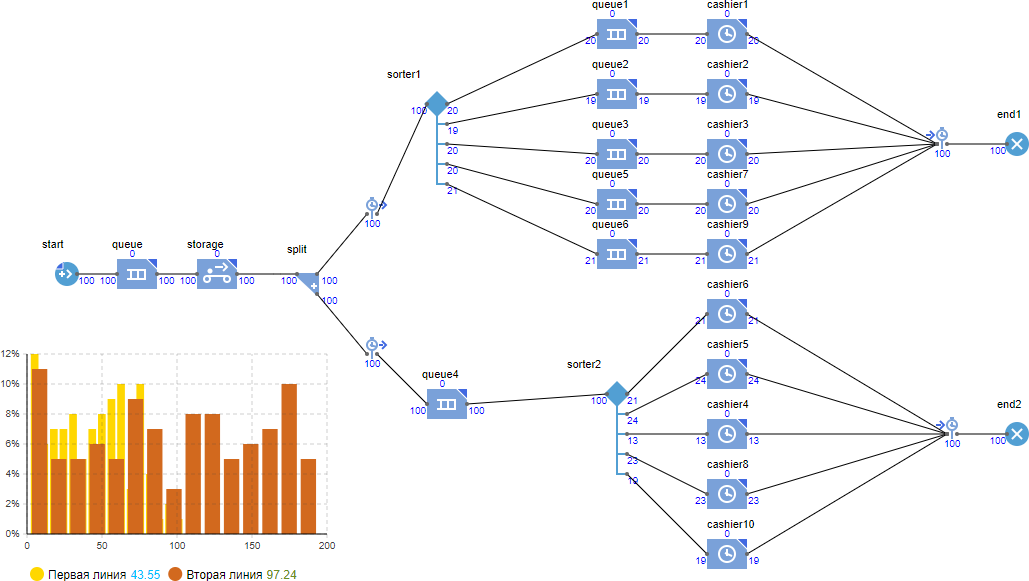 queue1
0
20 20
cashier1
0
20 20
queue2
0
19 19
cashier2
0
19 19
sorter1
100
20
19
20
20
21
queue3
0
20 20
cashier3
0
20 20
queue5
0
20 20
cashier7
0
20 20
queue6
0
21 21
cashier9
0
21 21
100
end1
100
start
100
queue
0
100 100
storage
0
100 100
split
100
100
100
100
100
queue4
0
100 100
sorter2
100
21
24
13
23
19
cashier6
0
21 21
cashier5
0
24 24
cashier4
0
13 13
cashier8
0
23 23
cashier10
0
19 19
100
end2
100
12%
10%
8%
6%
4%
2%
0%
0 50 100 150 200
Первая линия 43.55 Вторая линия 97.24